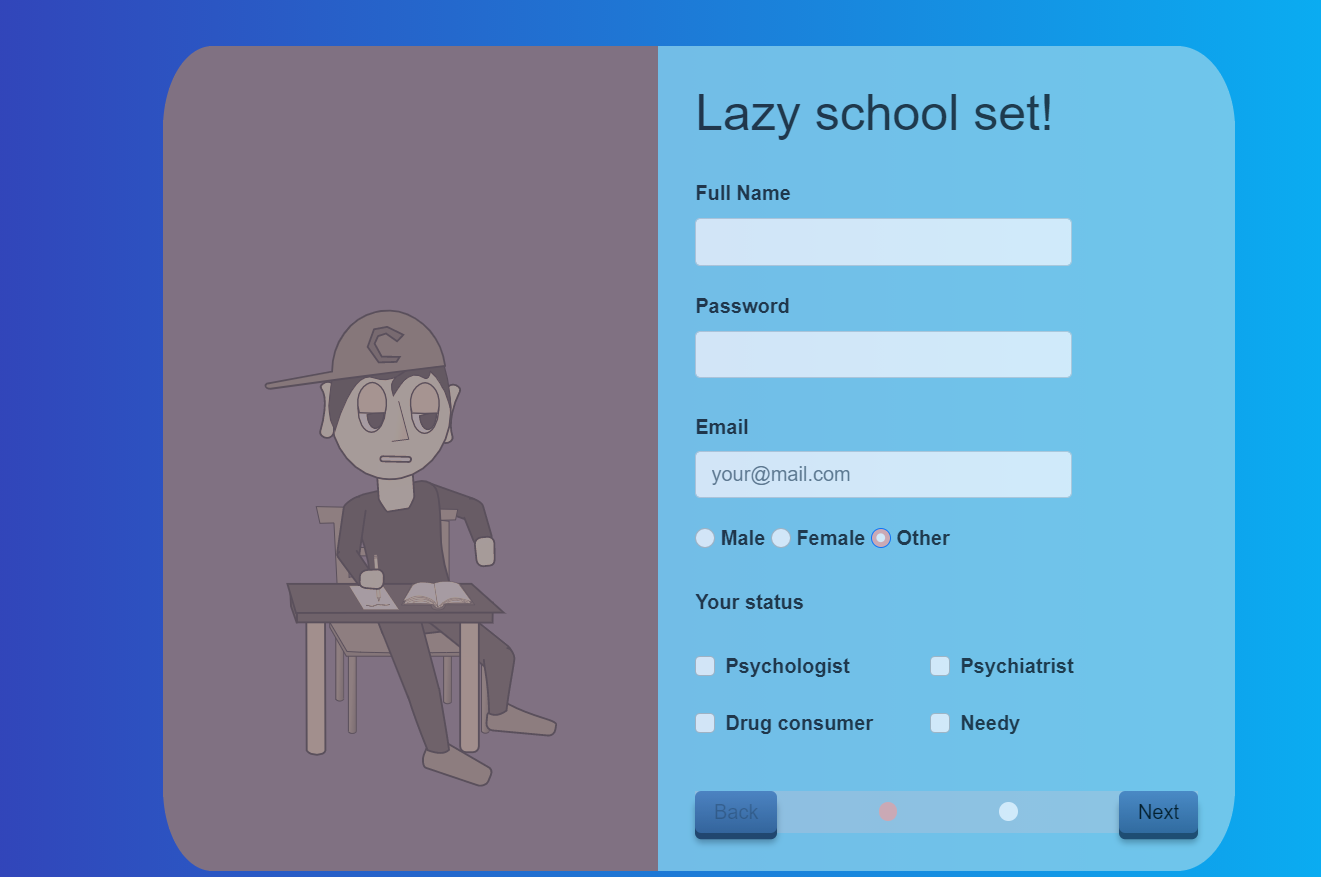 Lazy school set!
Full Name
Password
Email
your@mail.com
Male Female Other
Your status
Psychologist Psychiatrist
Drug consumer Needy
Back Next
C